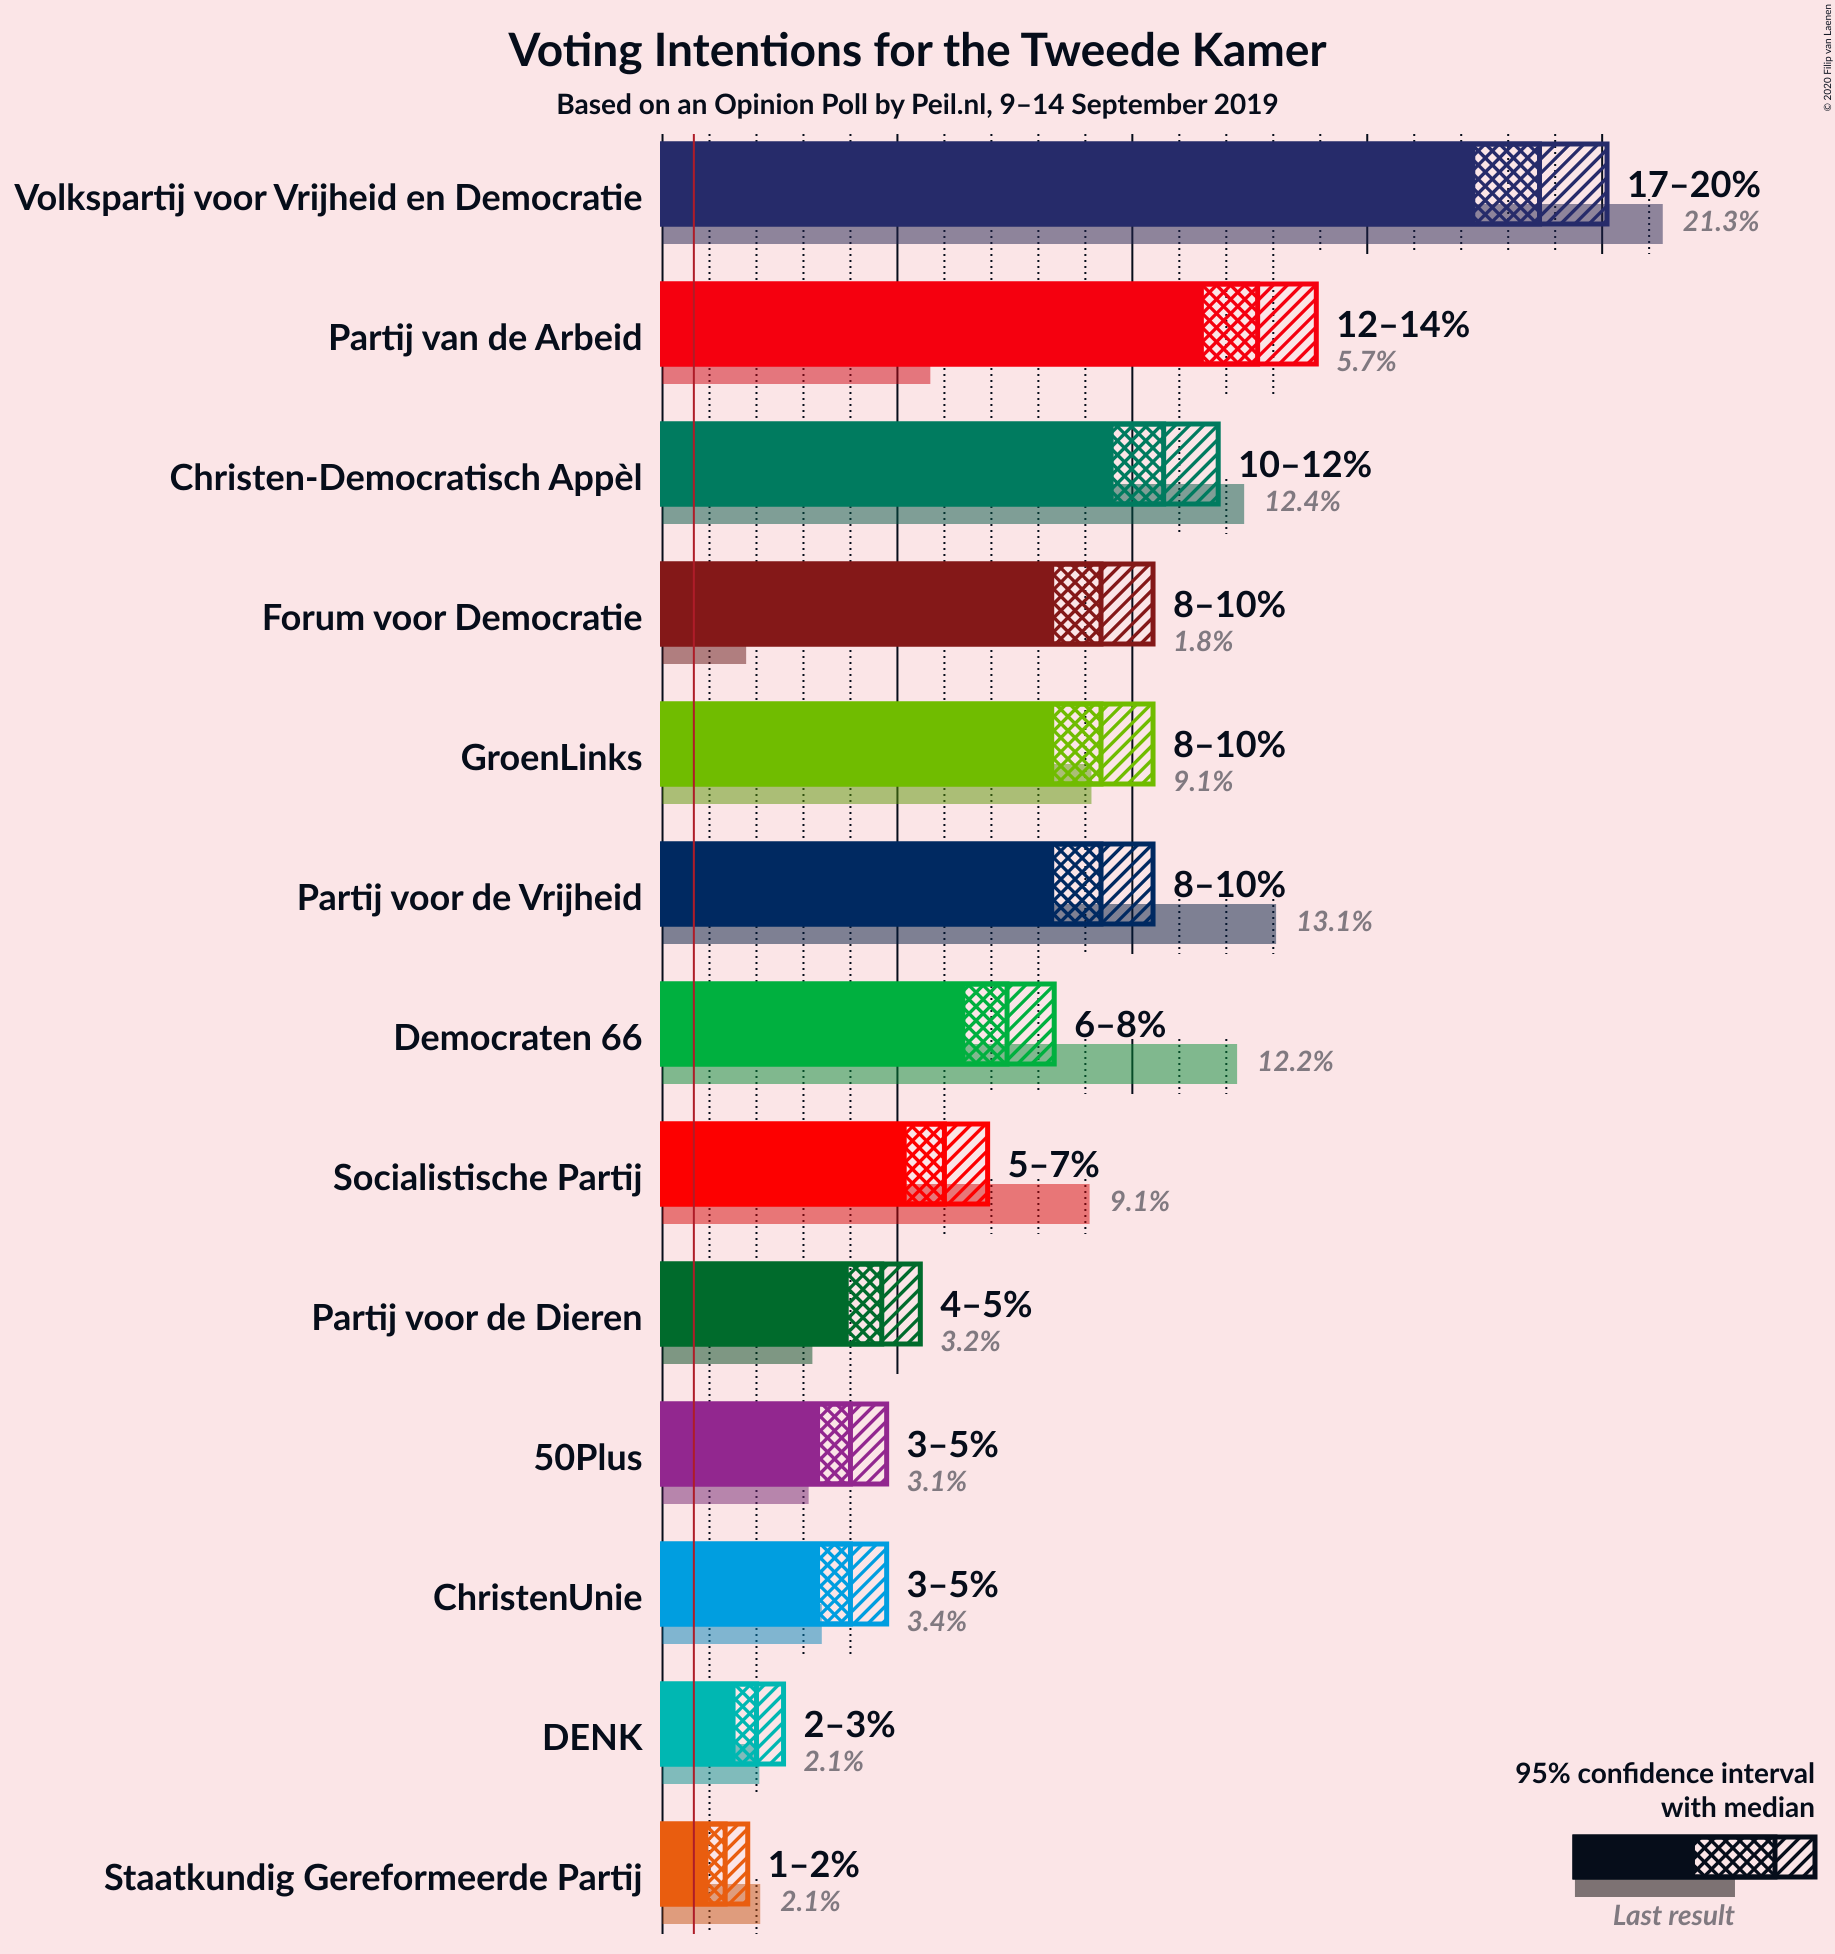 Voting Intentions for the Tweede Kamer
Based on an Opinion Poll by Peil.nl, 9–14 September 2019
© 2020 Filip van Laenen
Volkspartij voor Vrijheid en Democratie
17–20%
21.3%
Partij van de Arbeid
12–14%
5.7%
Christen-Democratisch Appèl
10–12%
12.4%
Forum voor Democratie
8–10%
1.8%
GroenLinks
8–10%
9.1%
Partij voor de Vrijheid
8–10%
13.1%
Democraten 66
6–8%
12.2%
Socialistische Partij
5–7%
9.1%
Partij voor de Dieren
4–5%
3.2%
50Plus
3–5%
3.1%
ChristenUnie
3–5%
3.4%
DENK
2–3%
2.1%
Staatkundig Gereformeerde Partij
1–2%
2.1%
95% confidence interval
with median
Last result